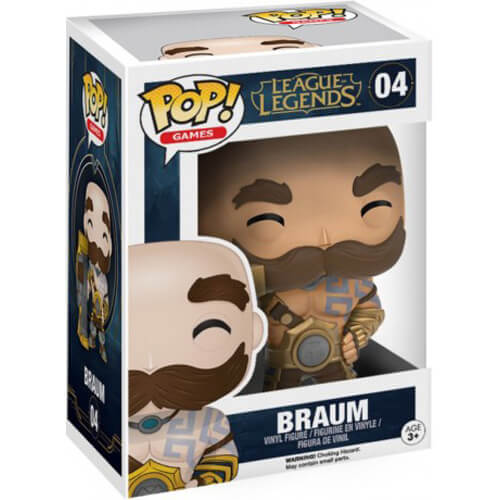 POP!
GAMES
LEAGUE OF
LEGENDS
04
POP!
GAMES
BRAUM
04
BRAUM
VINYL FIGURE / FIGURINE EN VINYLE /
FIGURA DE VINIL
AGE
3+
WARNING: Choking Hazard.
May contain small parts.